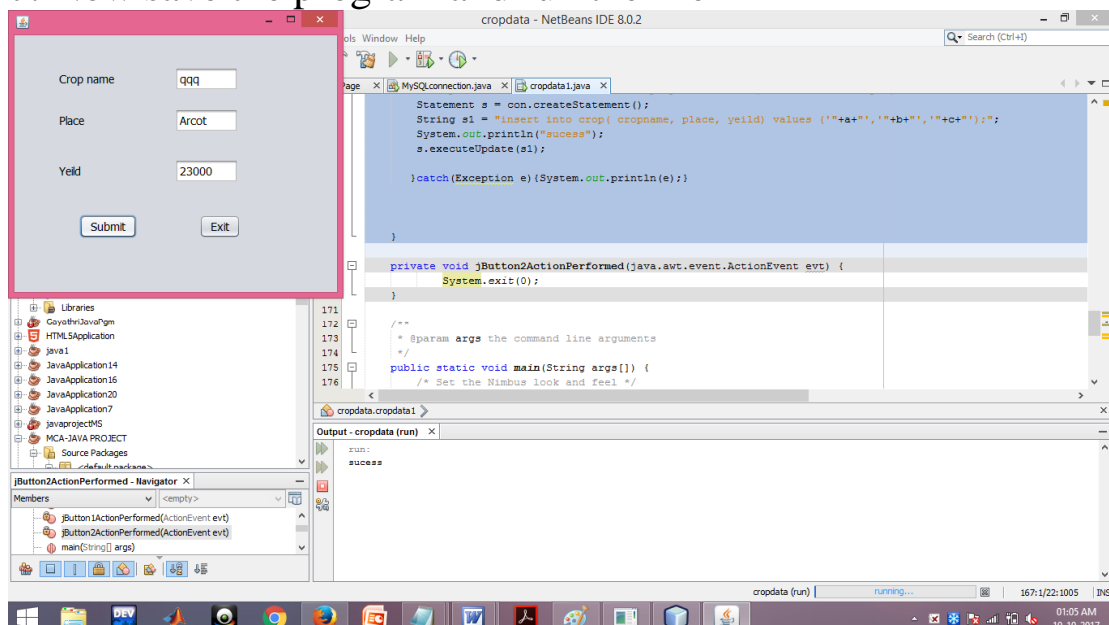 cropdata - NetBeans IDE 8.0.2
ols Window Help
Search (Ctrl+I)
Crop name
qqq
Place
Arcot
Yeild
23000
Submit
Exit
age
MySQLconnection.java
cropdata1.java
Statement s = con.createStatement();
String s1 = "insert into crop( cropname, place, yeild) values ('"+a+"','"+b+"','"+c+"');";
System.out.println("sucess");
s.executeUpdate(s1);
}catch(Exception e){System.out.println(e);}
}
private void jButton2ActionPerformed(java.awt.event.ActionEvent evt) {
System.exit(0);
}
171
172 /**
173 * @param args the command line arguments
174 */
175 public static void main(String args[]) {
176 /* Set the Nimbus look and feel */
Libraries
GayathriJavaPgm
HTML5Application
java1
JavaApplication14
JavaApplication16
JavaApplication20
JavaApplication7
javaprojectMS
MCA-JAVA PROJECT
Source Packages
<default package>
cropdata.cropdata1
Output - cropdata (run)
run:
sucess
jButton2ActionPerformed - Navigator
Members
<empty>
jButton1ActionPerformed(ActionEvent evt)
jButton2ActionPerformed(ActionEvent evt)
main(String[] args)
cropdata (run)
running...
167:1/22:1005
INS
DEV
01:05 AM
10-10-2017